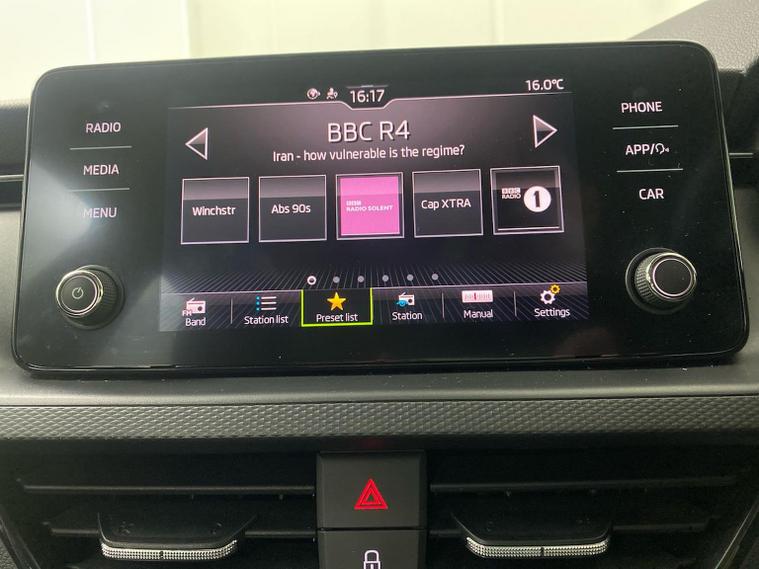 16:17
16.0°C
RADIO
MEDIA
MENU
PHONE
APP/
CAR
BBC R4
Iran - how vulnerable is the regime?
Winchstr
Abs 90s
BBC
RADIO SOLENT
Cap XTRA
BBC
RADIO
1
FM
Band
Station list
Preset list
Station
Manual
Settings